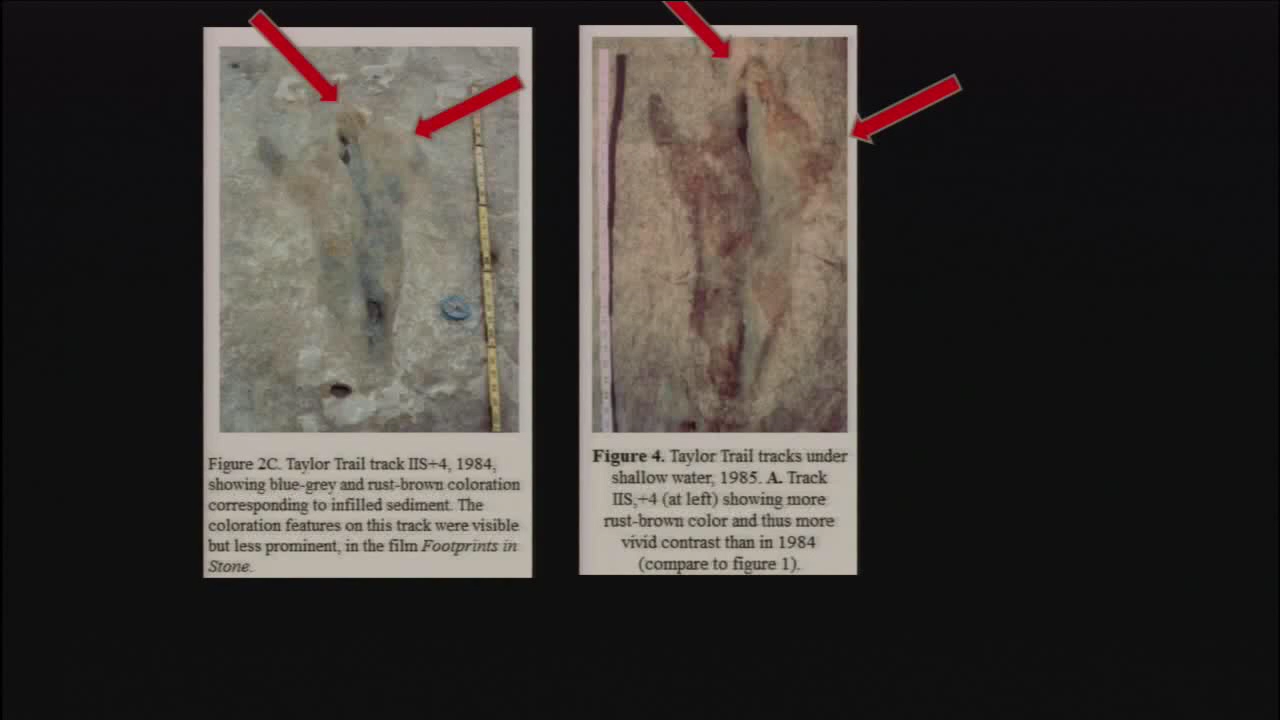 Figure 2C. Taylor Trail track IIS+4, 1984,
showing blue-grey and rust-brown coloration
corresponding to infilled sediment. The
coloration features on this track were visible
but less prominent, in the film Footprints in
Stone.
Figure 4. Taylor Trail tracks under
shallow water, 1985. A. Track
IIS,+4 (at left) showing more
rust-brown color and thus more
vivid contrast than in 1984
(compare to figure 1).